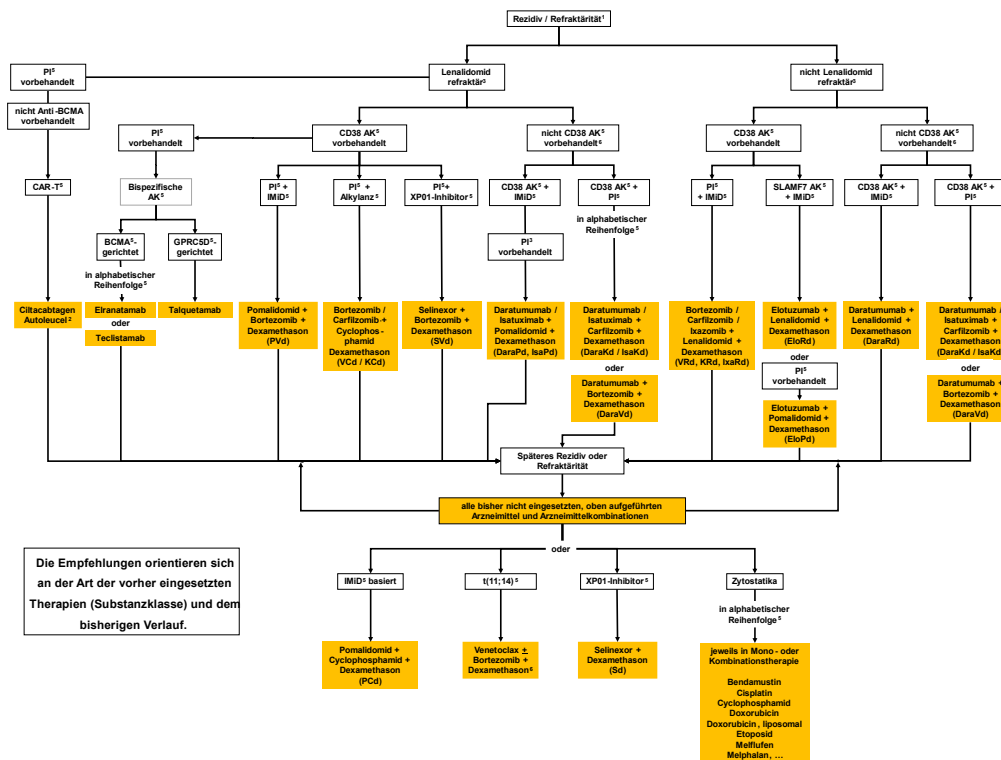 Rezidiv / Refraktärität¹
PI⁵
vorbehandelt
Lenalidomid
refraktär³
nicht Lenalidomid
refraktär³
nicht Anti-BCMA
vorbehandelt
PI⁵
vorbehandelt
CD38 AK⁵
vorbehandelt
nicht CD38 AK⁵
vorbehandelt⁶
CD38 AK⁵
vorbehandelt
nicht CD38 AK⁵
vorbehandelt⁶
CAR-T⁵
Bispezifische
AK⁵
PI⁵ +
IMiD⁵
PI⁵ +
Alkylanz⁵
PI⁵+
XP01-Inhibitor⁵
CD38 AK⁵ +
IMiD⁵
CD38 AK⁵ +
PI⁵
PI⁵
+ IMiD⁵
SLAMF7 AK⁵
+ IMiD⁵
CD38 AK⁵ +
IMiD⁵
CD38 AK⁵ +
PI⁵
BCMA⁵-
gerichtet
GPRC5D⁵-
gerichtet
PI³
vorbehandelt
in alphabetischer
Reihenfolge⁵
in alphabetischer
Reihenfolge⁵
Ciltacabtagen
Autoleucel²
Elranatamab
oder
Teclistamab
Talquetamab
Pomalidomid +
Bortezomib +
Dexamethason
(PVd)
Bortezomib /
Carfilzomib+
Cyclophos-
phamid
Dexamethason
(VCd / KCd)
Selinexor +
Bortezomib +
Dexamethason
(SVd)
Daratumumab /
Isatuximab +
Pomalidomid +
Dexamethason
(DaraPd, IsaPd)
Daratumumab /
Isatuximab +
Carfilzomib +
Dexamethason
(DaraKd / IsaKd)
oder
Daratumumab +
Bortezomib +
Dexamethason
(DaraVd)
Bortezomib /
Carfilzomib /
Ixazomib +
Lenalidomid +
Dexamethason
(VRd, KRd, IxaRd)
Elotuzumab +
Lenalidomid +
Dexamethason
(EloRd)
oder
PI⁵
vorbehandelt
Elotuzumab +
Pomalidomid +
Dexamethason
(EloPd)
Daratumumab +
Lenalidomid +
Dexamethason
(DaraRd)
Daratumumab /
Isatuximab +
Carfilzomib +
Dexamethason
(DaraKd / IsaKd)
oder
Daratumumab +
Bortezomib +
Dexamethason
(DaraVd)
Späteres Rezidiv oder
Refraktärität
alle bisher nicht eingesetzten, oben aufgeführten
Arzneimittel und Arzneimittelkombinationen
oder
Die Empfehlungen orientieren sich
an der Art der vorher eingesetzten
Therapien (Substanzklasse) und dem
bisherigen Verlauf.
IMiD⁵ basiert
t(11;14)⁵
XP01-Inhibitor⁵
Zytostatika
in alphabetischer
Reihenfolge⁵
Pomalidomid +
Cyclophosphamid +
Dexamethason
(PCd)
Venetoclax ±
Bortezomib +
Dexamethason⁶
Selinexor +
Dexamethason
(Sd)
jeweils in Mono- oder
Kombinationstherapie
Bendamustin
Cisplatin
Cyclophosphamid
Doxorubicin
Doxorubicin, liposomal
Etoposid
Melflufen
Melphalan, ...